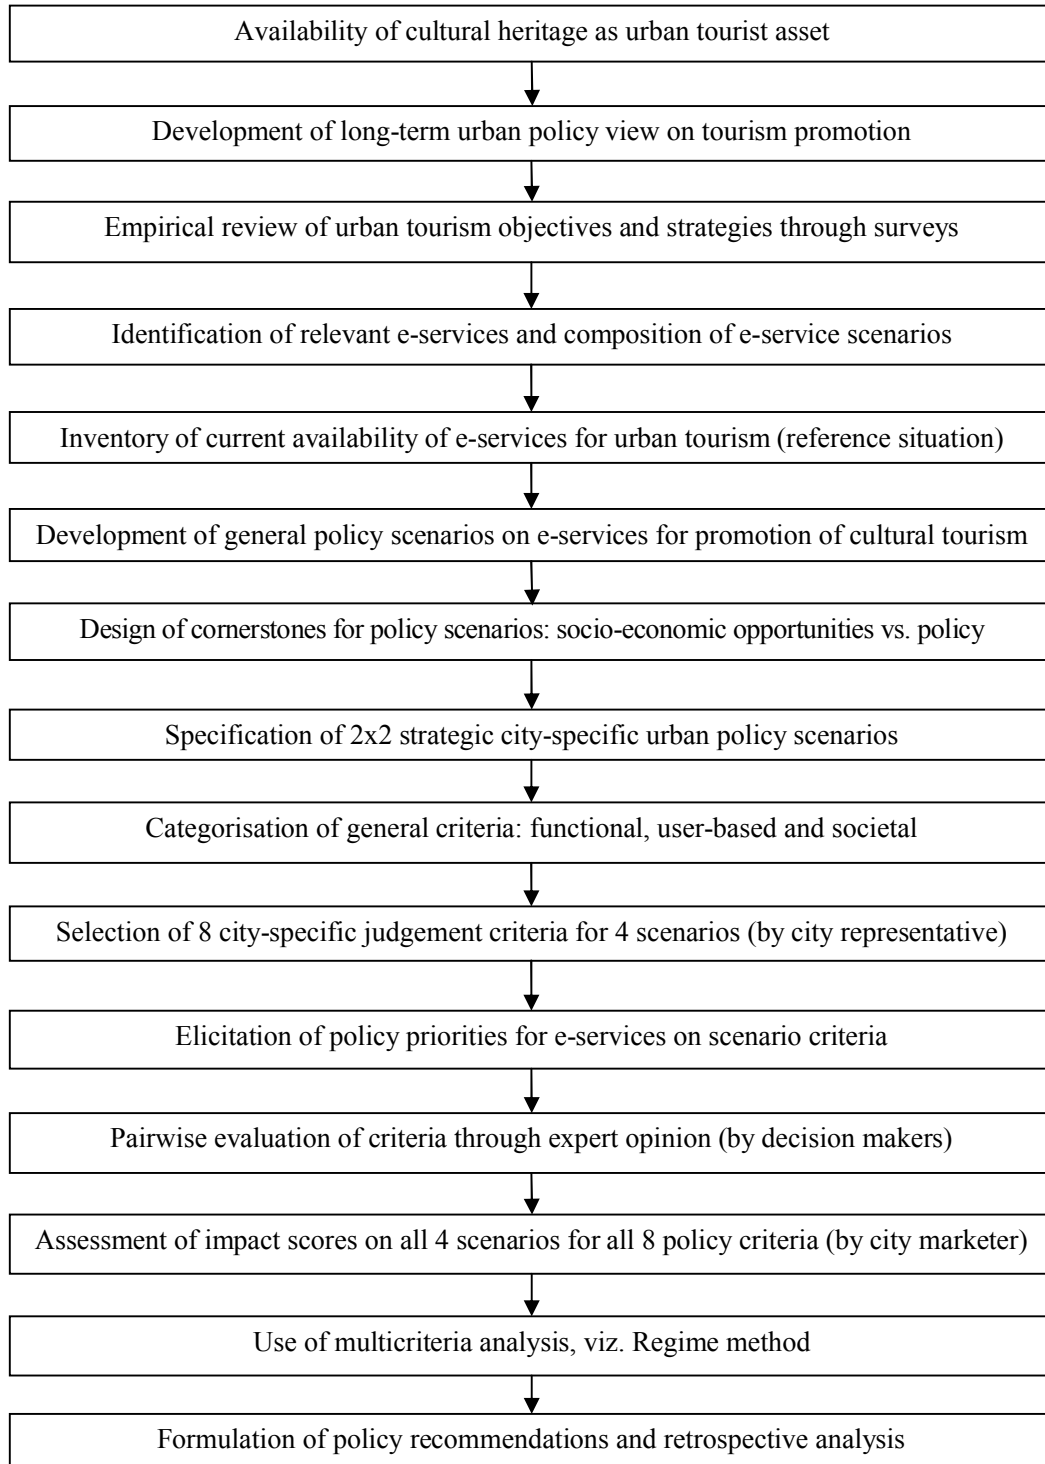 Availability of cultural heritage as urban tourist asset
Development of long-term urban policy view on tourism promotion
Empirical review of urban tourism objectives and strategies through surveys
Identification of relevant e-services and composition of e-service scenarios
Inventory of current availability of e-services for urban tourism (reference situation)
Development of general policy scenarios on e-services for promotion of cultural tourism
Design of cornerstones for policy scenarios: socio-economic opportunities vs. policy
Specification of 2x2 strategic city-specific urban policy scenarios
Categorisation of general criteria: functional, user-based and societal
Selection of 8 city-specific judgement criteria for 4 scenarios (by city representative)
Elicitation of policy priorities for e-services on scenario criteria
Pairwise evaluation of criteria through expert opinion (by decision makers)
Assessment of impact scores on all 4 scenarios for all 8 policy criteria (by city marketer)
Use of multicriteria analysis, viz. Regime method
Formulation of policy recommendations and retrospective analysis